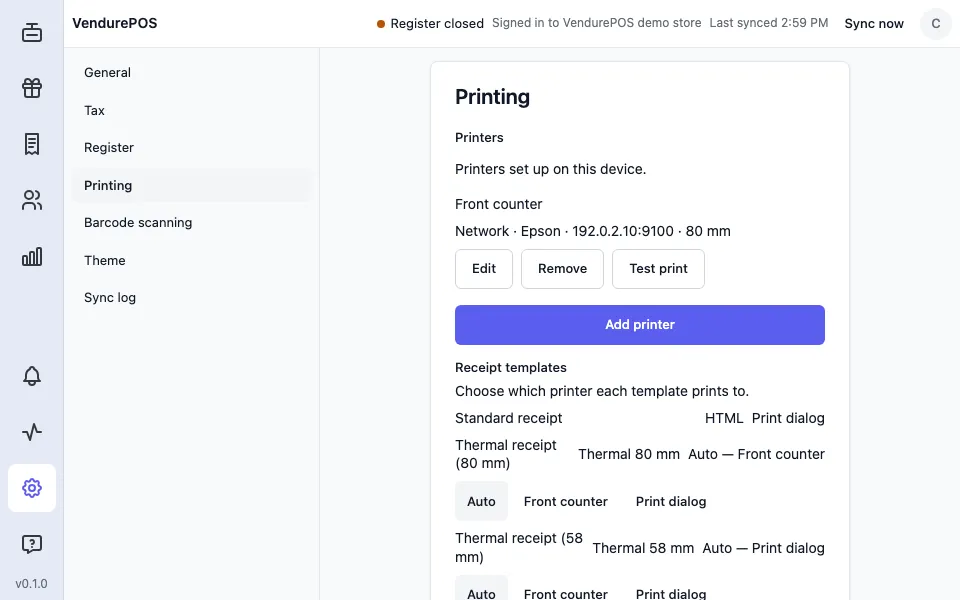 VendurePOS
Register closed Signed in to VendurePOS demo store Last synced 2:59 PM Sync now C
General
Tax
Register
Printing
Barcode scanning
Theme
Sync log
v0.1.0
Printing
Printers
Printers set up on this device.
Front counter
Network · Epson · 192.0.2.10:9100 · 80 mm
Edit Remove Test print
Add printer
Receipt templates
Choose which printer each template prints to.
Standard receipt HTML Print dialog
Thermal receipt
(80 mm) Thermal 80 mm Auto — Front counter
Auto Front counter Print dialog
Thermal receipt (58
mm) Thermal 58 mm Auto — Print dialog
Auto Front counter Print dialog